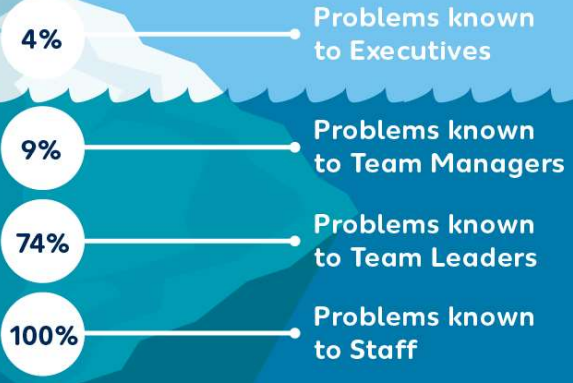 4%
Problems known
to Executives
9%
Problems known
to Team Managers
74%
Problems known
to Team Leaders
100%
Problems known
to Staff